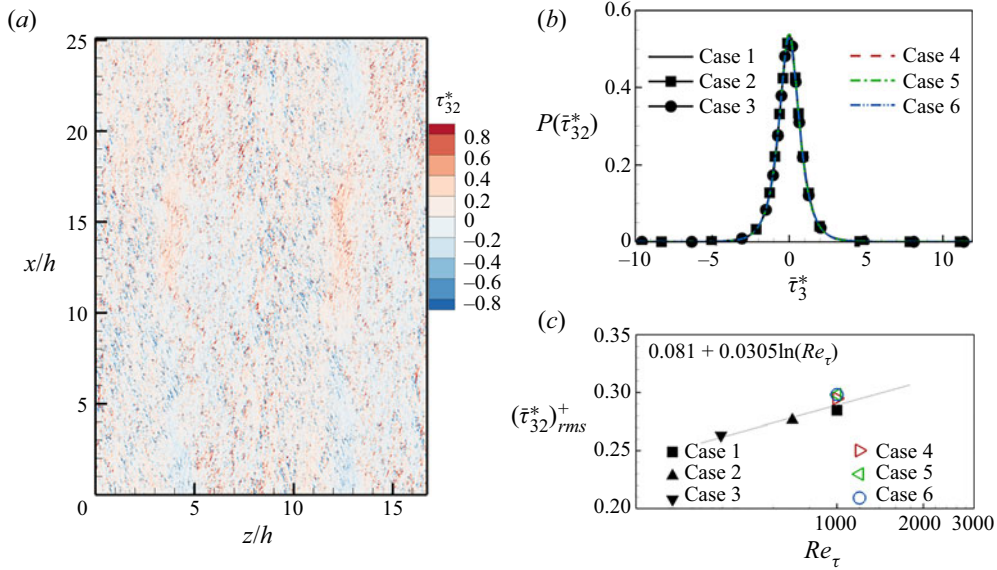 (a)
25
20
15
10
5
0
x/h
5
10
15
z/h
τ*32
0.8
0.6
0.4
0.2
0
–0.2
–0.4
–0.6
–0.8
(b)
0.6
0.4
0.2
0
P(τ̄*32)
Case 1
Case 2
Case 3
Case 4
Case 5
Case 6
–10
–5
0
5
10
τ̄*3
(c)
0.35
0.30
0.25
0.20
(τ̄*32)+rms
0.081 + 0.0305ln(Reτ)
Case 1
Case 2
Case 3
Case 4
Case 5
Case 6
1000
2000
3000
Reτ